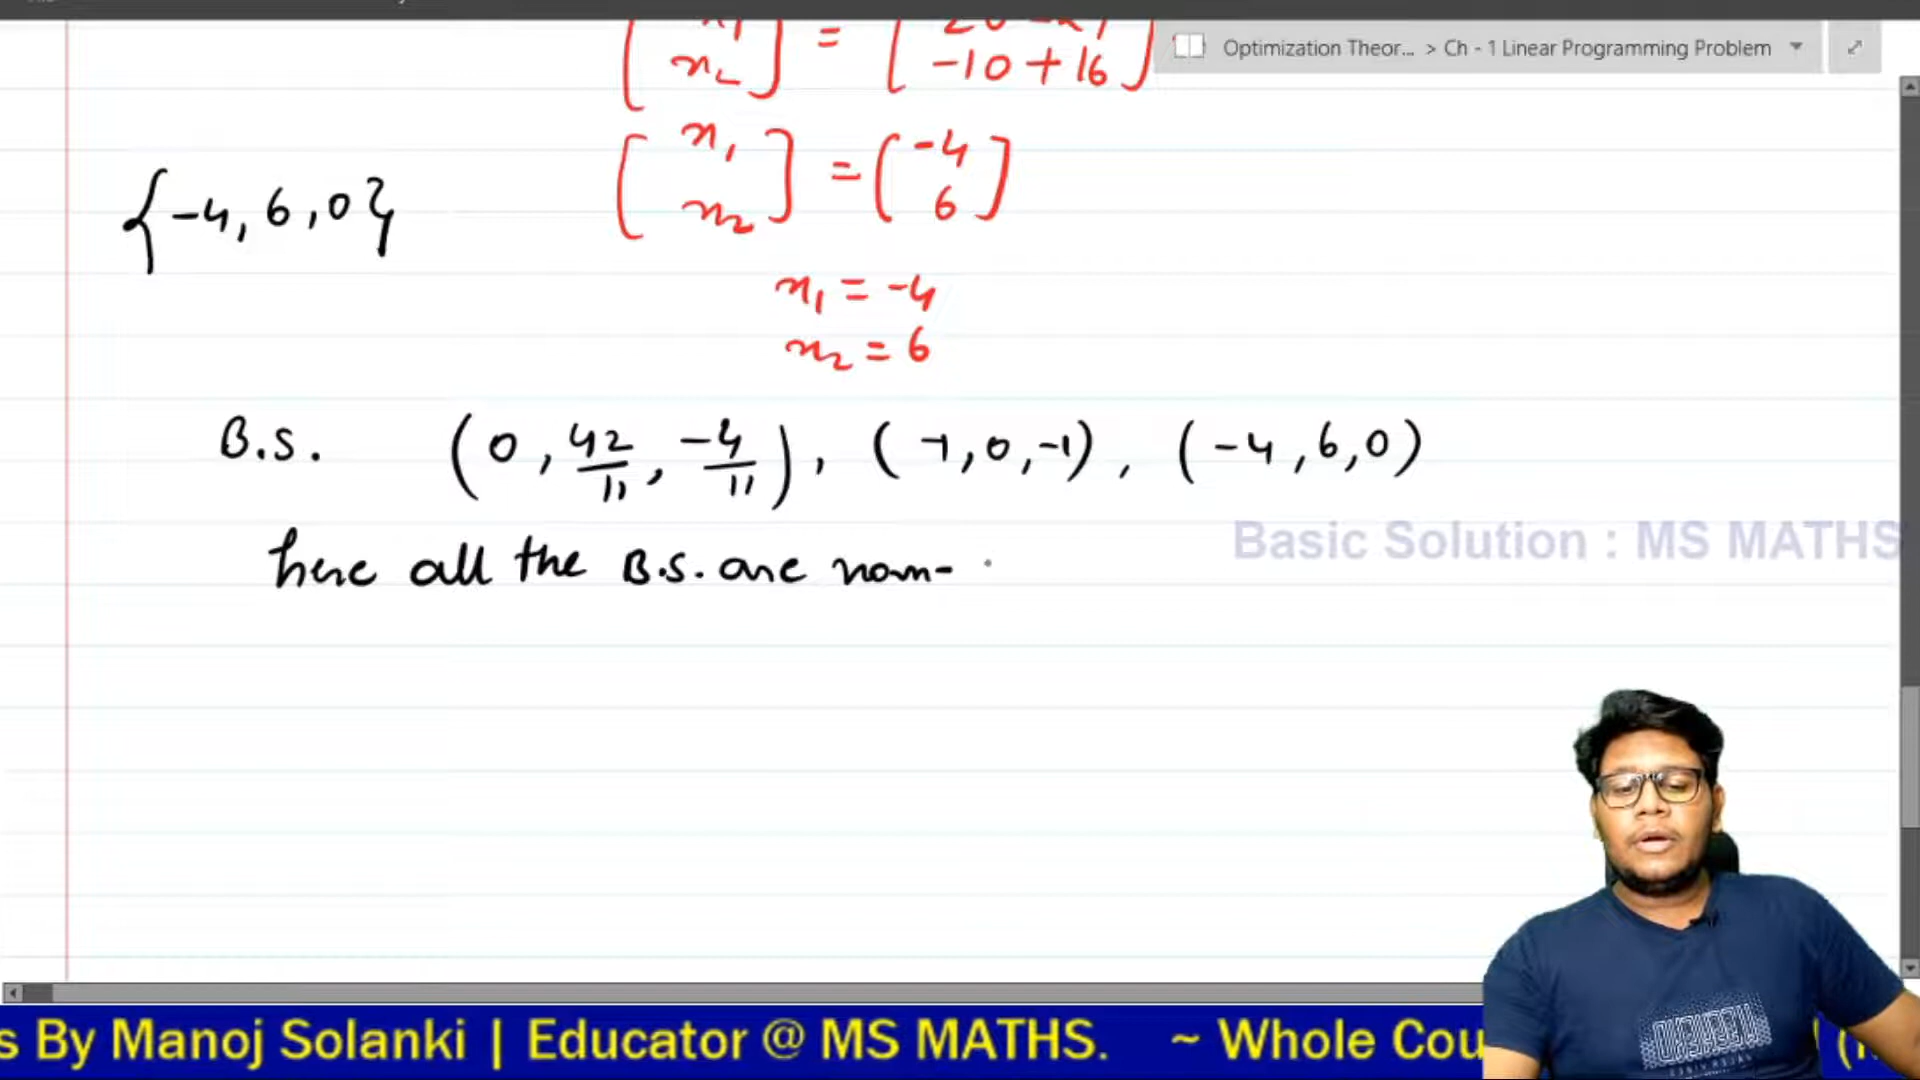 Optimization Theor... > Ch - 1 Linear Programming Problem
x2 = -10 + 16
[x1 x2] = [-4 6]
{-4, 6, 0}
x1 = -4
x2 = 6
B.S. (0, 42/11, -4/11), (7, 0, -1), (-4, 6, 0)
Basic Solution : MS MATHS
here all the B.S. are non-
s By Manoj Solanki | Educator @ MS MATHS. ~ Whole Cou